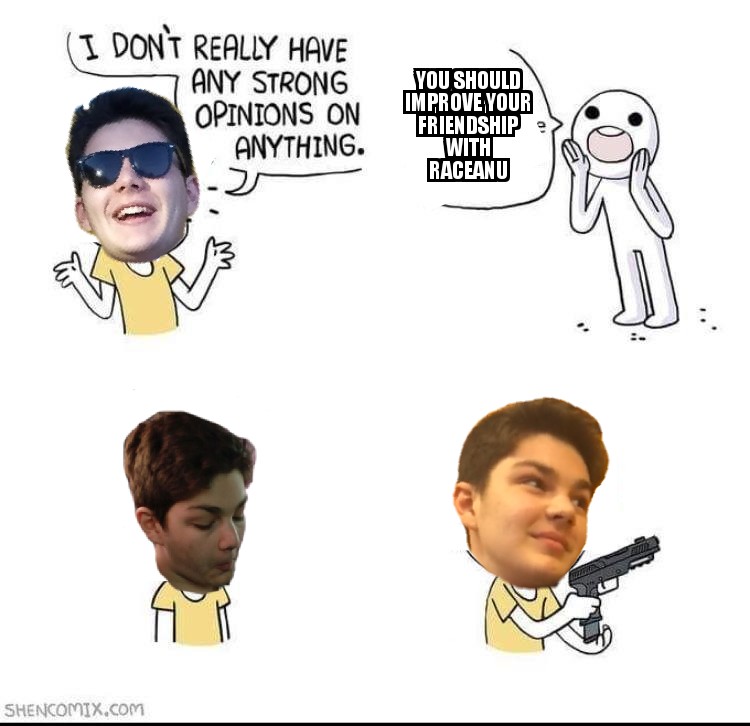 I DON'T REALLY HAVE
ANY STRONG
OPINIONS ON
ANYTHING.
YOU SHOULD
IMPROVE YOUR
FRIENDSHIP
WITH
RACEANU
SHENCOMIX.COM